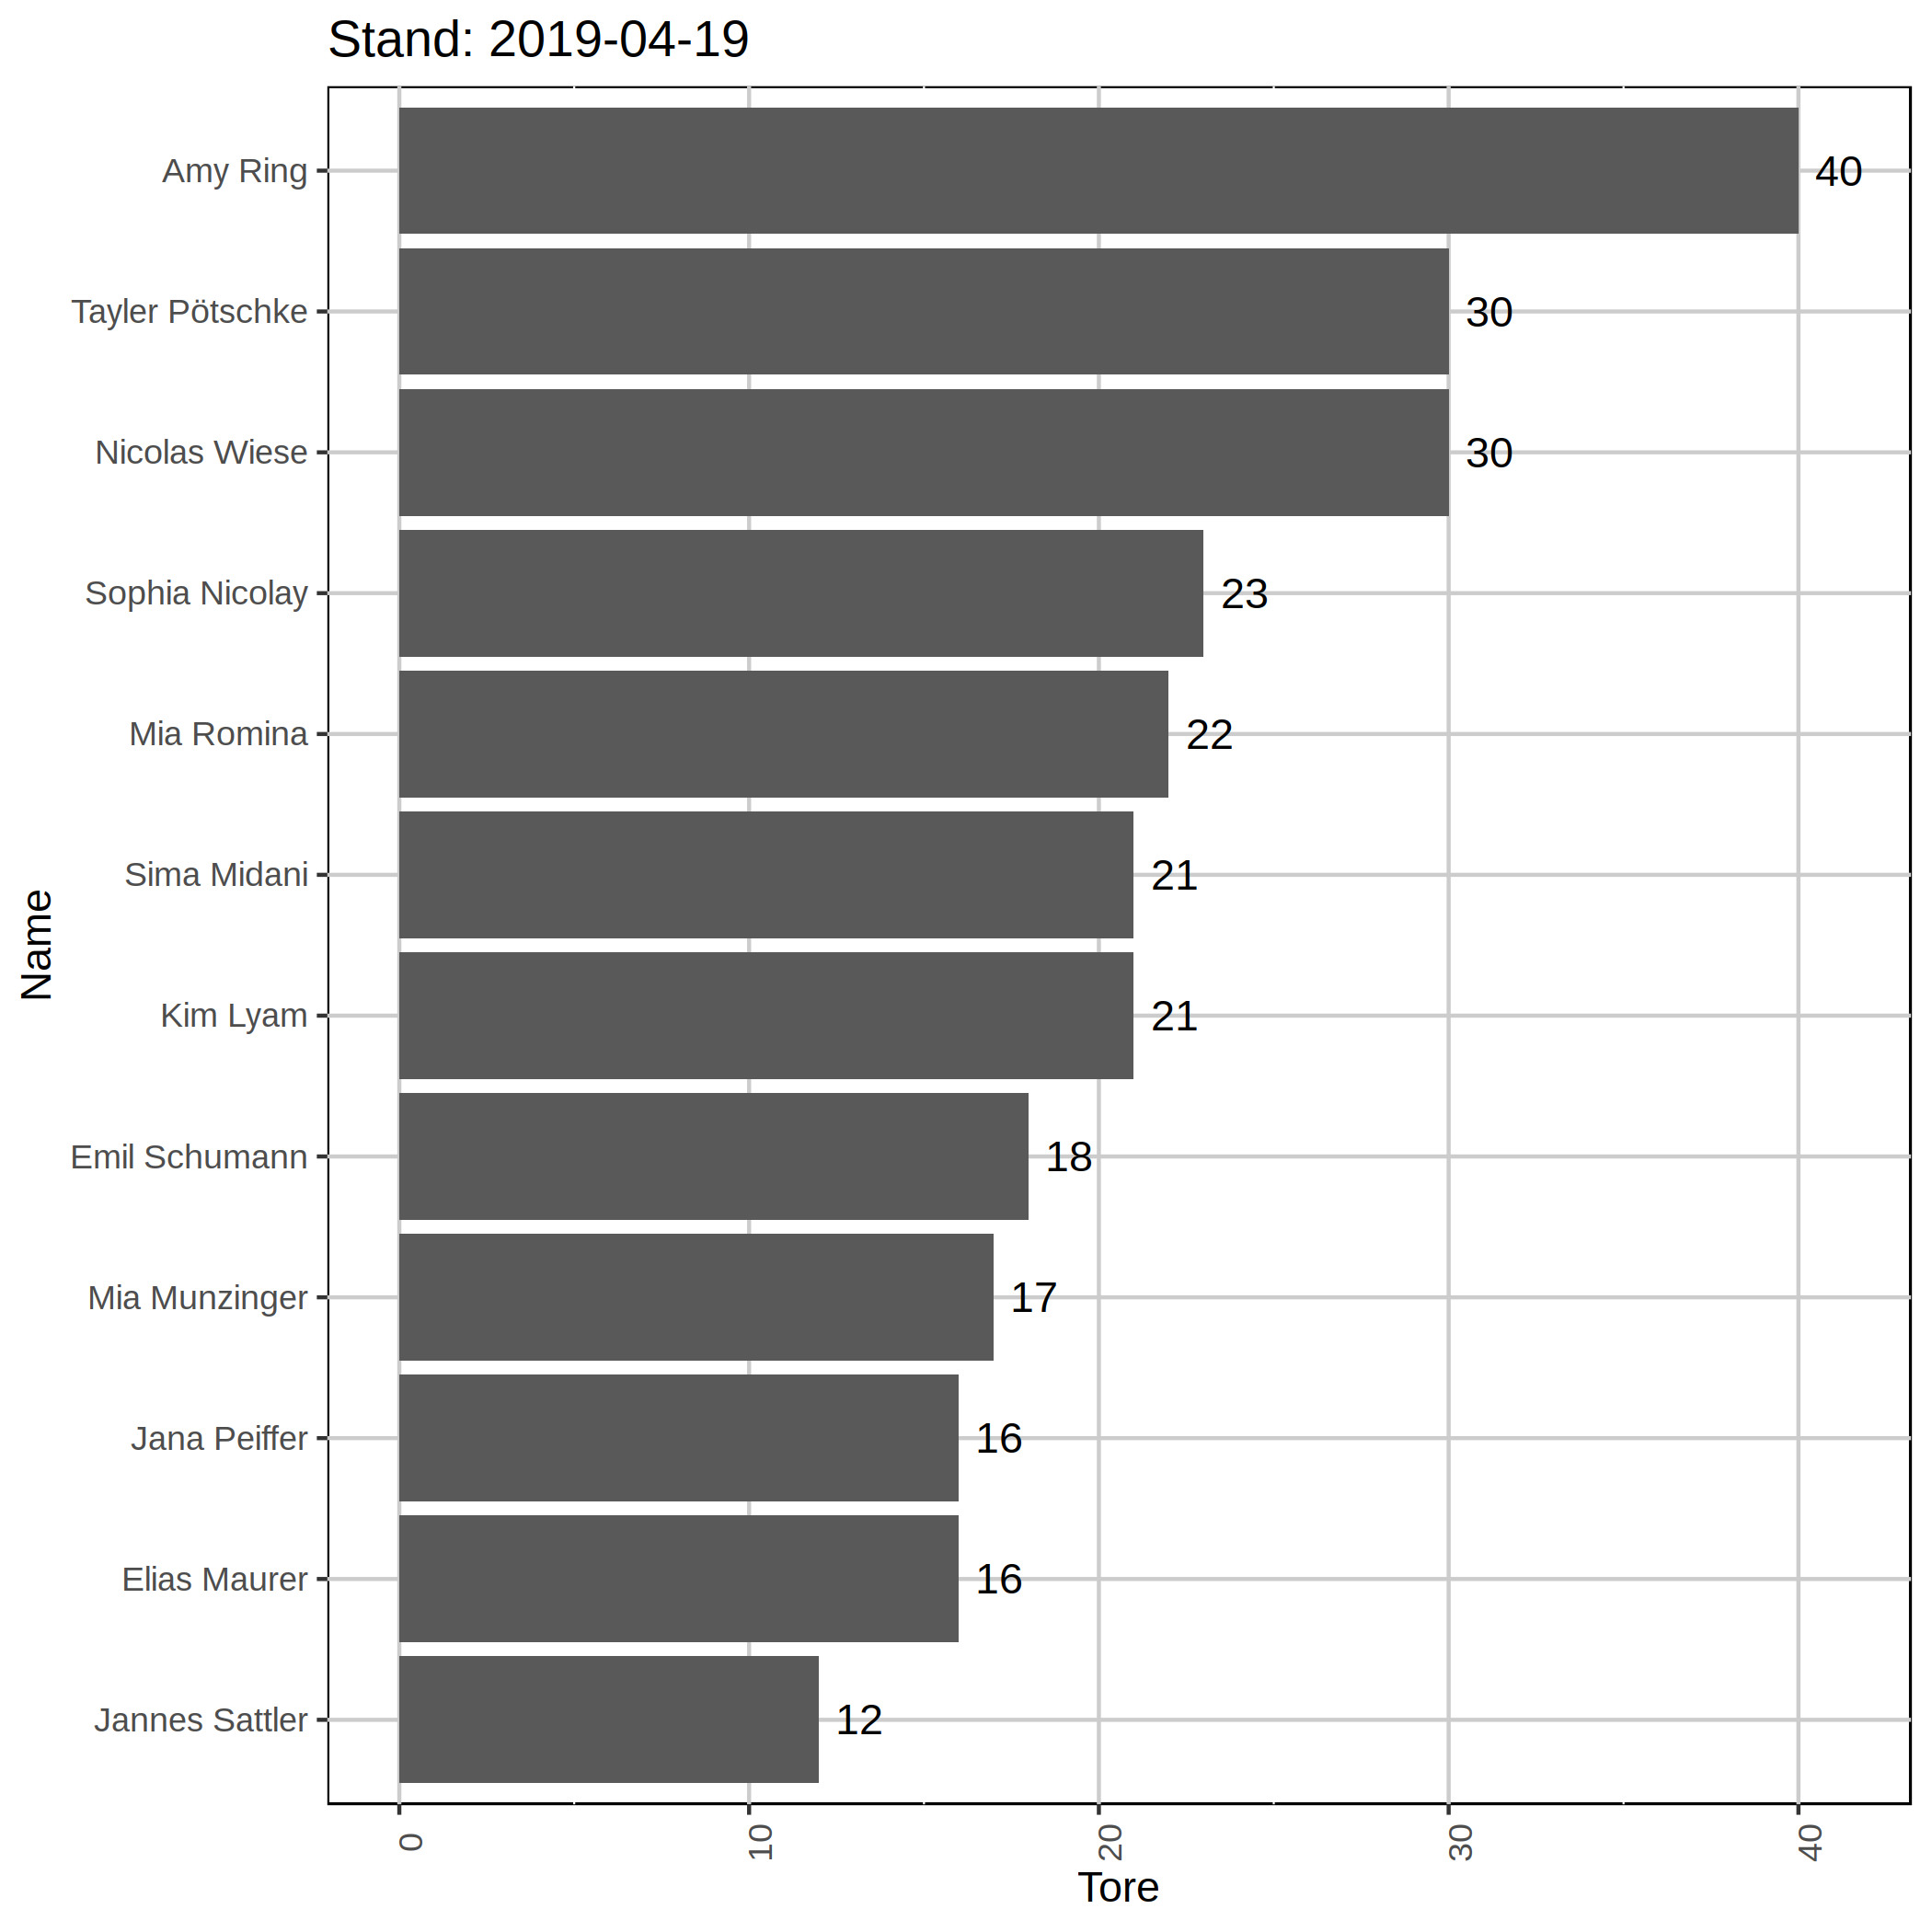 Stand: 2019-04-19
Name
Amy Ring
40
Tayler Pötschke
30
Nicolas Wiese
30
Sophia Nicolay
23
Mia Romina
22
Sima Midani
21
Kim Lyam
21
Emil Schumann
18
Mia Munzinger
17
Jana Peiffer
16
Elias Maurer
16
Jannes Sattler
12
0 10 20 30 40
Tore